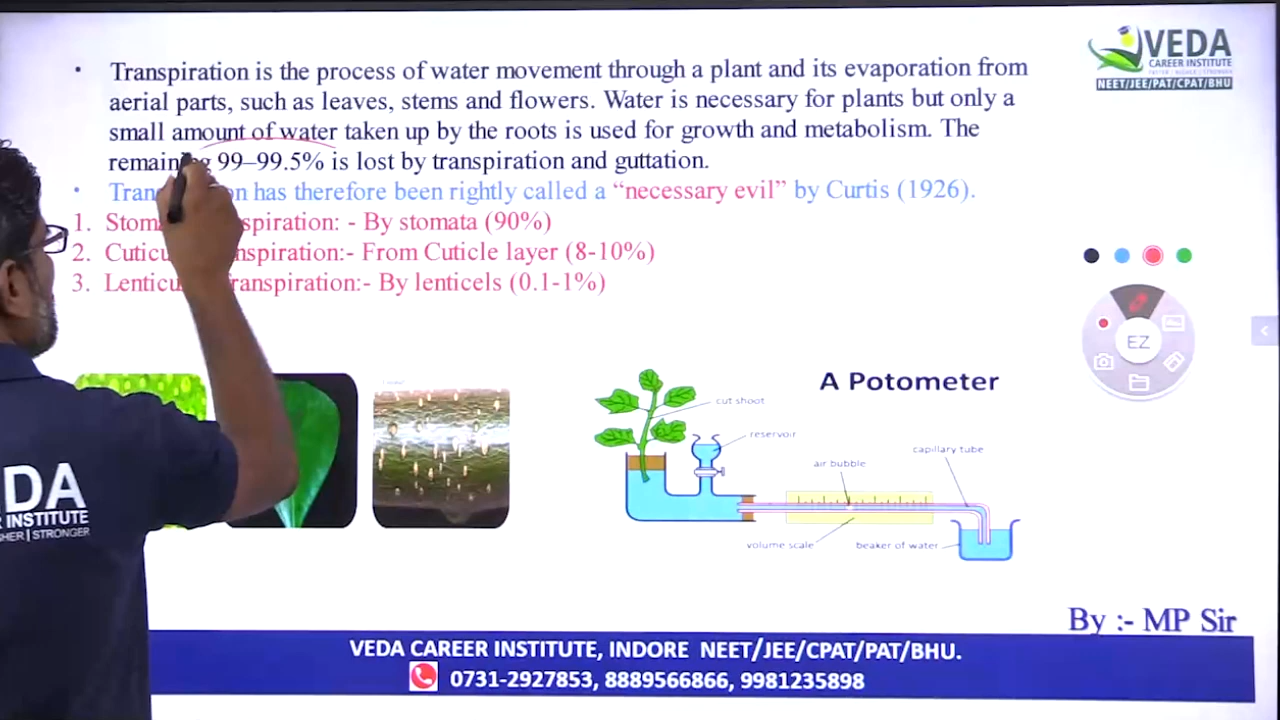 VEDA
CAREER INSTITUTE
FASTER | HIGHER | STRONGER
NEET/JEE/PAT/CPAT/BHU
• Transpiration is the process of water movement through a plant and its evaporation from
aerial parts, such as leaves, stems and flowers. Water is necessary for plants but only a
small amount of water taken up by the roots is used for growth and metabolism. The
99–99.5% is lost by transpiration and guttation.
• has therefore been rightly called a “necessary evil” by Curtis (1926).
1. By stomata (90%)
2. From Cuticle layer (8-10%)
3. By lenticels (0.1-1%)
EZ
A Potometer
cut shoot
reservoir
air bubble
capillary tube
volume scale
beaker of water
DA
INSTITUTE
STRONGER
By :- MP Sir
VEDA CAREER INSTITUTE, INDORE NEET/JEE/CPAT/PAT/BHU.
0731-2927853, 8889566866, 9981235898